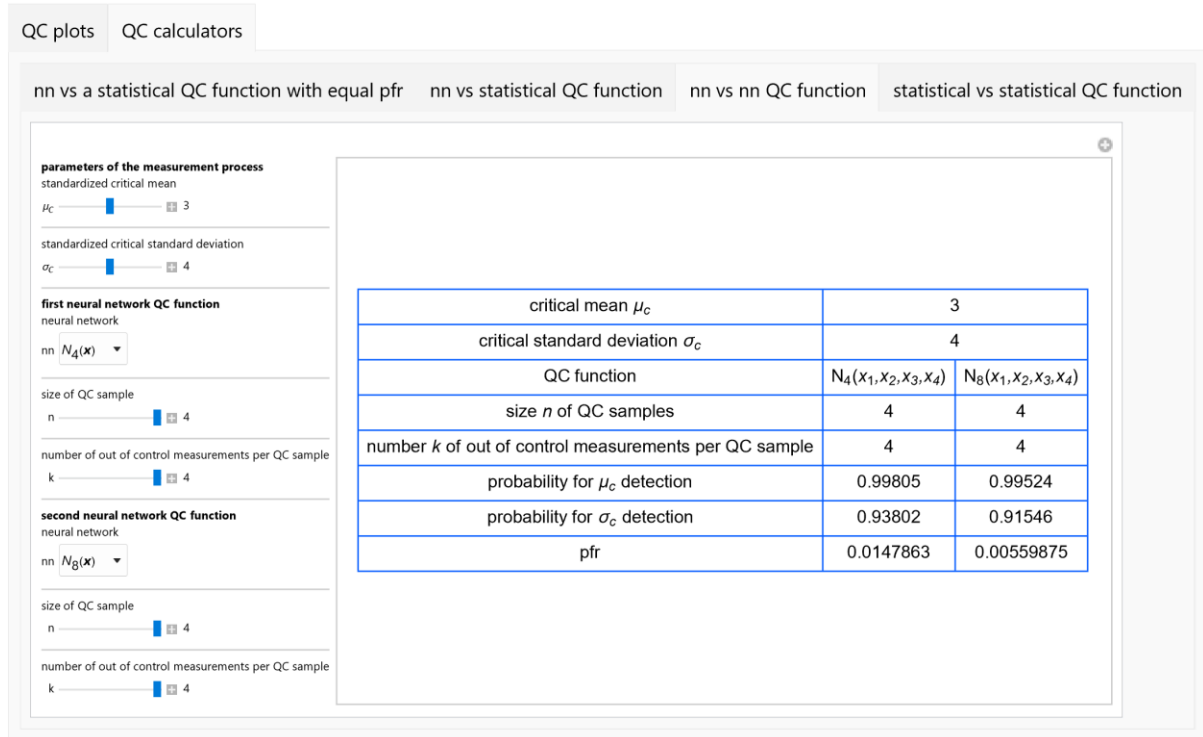 QC plots QC calculators
nn vs a statistical QC function with equal pfr nn vs statistical QC function nn vs nn QC function statistical vs statistical QC function
parameters of the measurement process
standardized critical mean
μc 3
standardized critical standard deviation
σc 4
first neural network QC function
neural network
nn N4(x)
size of QC sample
n 4
number of out of control measurements per QC sample
k 4
second neural network QC function
neural network
nn N8(x)
size of QC sample
n 4
number of out of control measurements per QC sample
k 4
critical mean μc 3
critical standard deviation σc 4
QC function N4(x1,x2,x3,x4) N8(x1,x2,x3,x4)
size n of QC samples 4 4
number k of out of control measurements per QC sample 4 4
probability for μc detection 0.99805 0.99524
probability for σc detection 0.93802 0.91546
pfr 0.0147863 0.00559875